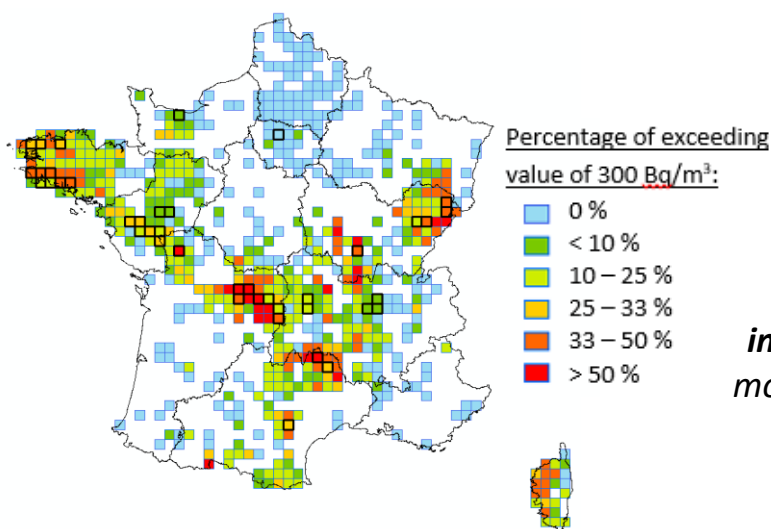 Percentage of exceeding
value of 300 Bq/m³:
0 %
< 10 %
10 – 25 %
25 – 33 %
33 – 50 %
> 50 %